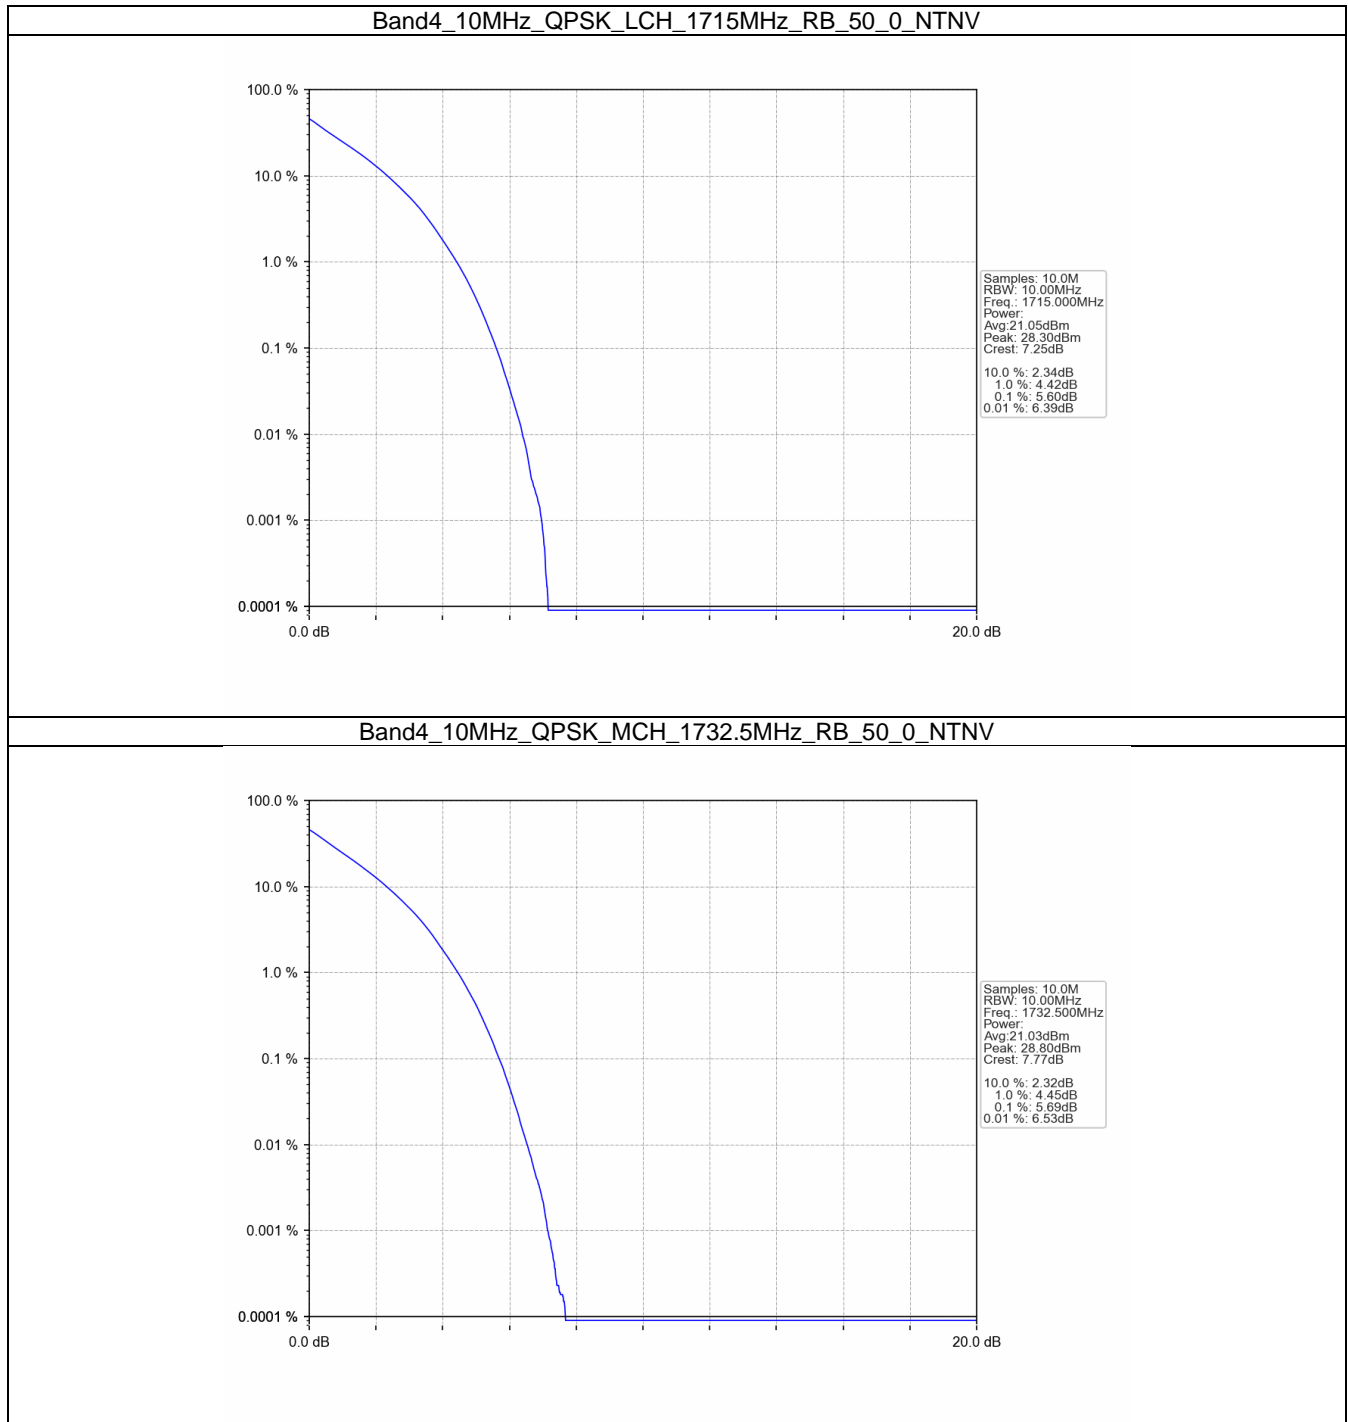 Band4_10MHz_QPSK_LCH_1715MHz_RB_50_0_NTNV
100.0 %
10.0 %
1.0 %
0.1 %
0.01 %
0.001 %
0.0001 %
0.0 dB
20.0 dB
Samples: 10.0M
RBW: 10.00MHz
Freq.: 1715.000MHz
Power:
Avg:21.05dBm
Peak: 28.30dBm
Crest: 7.25dB
10.0 %: 2.34dB
1.0 %: 4.42dB
0.1 %: 5.60dB
0.01 %: 6.39dB
Band4_10MHz_QPSK_MCH_1732.5MHz_RB_50_0_NTNV
100.0 %
10.0 %
1.0 %
0.1 %
0.01 %
0.001 %
0.0001 %
0.0 dB
20.0 dB
Samples: 10.0M
RBW: 10.00MHz
Freq.: 1732.500MHz
Power:
Avg:21.03dBm
Peak: 28.80dBm
Crest: 7.77dB
10.0 %: 2.32dB
1.0 %: 4.45dB
0.1 %: 5.69dB
0.01 %: 6.53dB